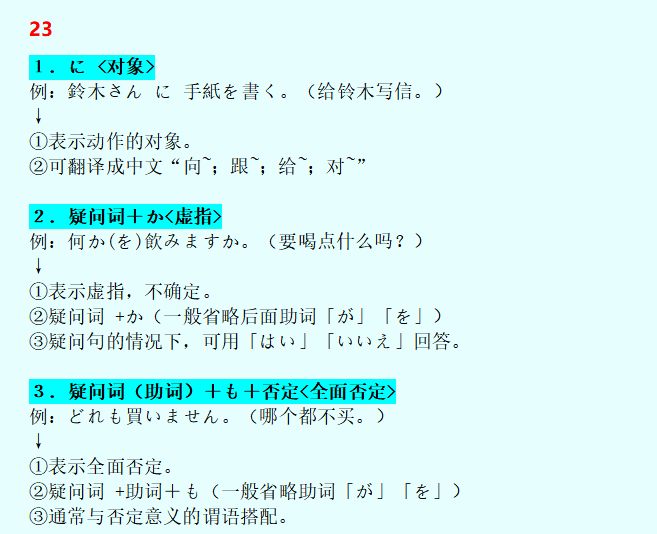 23
１．に <对象>
例：鈴木さん に 手紙を書く。（给铃木写信。）
↓
①表示动作的对象。
②可翻译成中文“向~；跟~；给~；对~”
２．疑问词＋か<虚指>
例：何か(を)飲みますか。（要喝点什么吗？）
↓
①表示虚指，不确定。
②疑问词 +か（一般省略后面助词「が」「を」）
③疑问句的情况下，可用「はい」「いいえ」回答。
３．疑问词（助词）＋も＋否定<全面否定>
例：どれも買いません。（哪个都不买。）
↓
①表示全面否定。
②疑问词 +助词＋も（一般省略助词「が」「を」）
③通常与否定意义的谓语搭配。